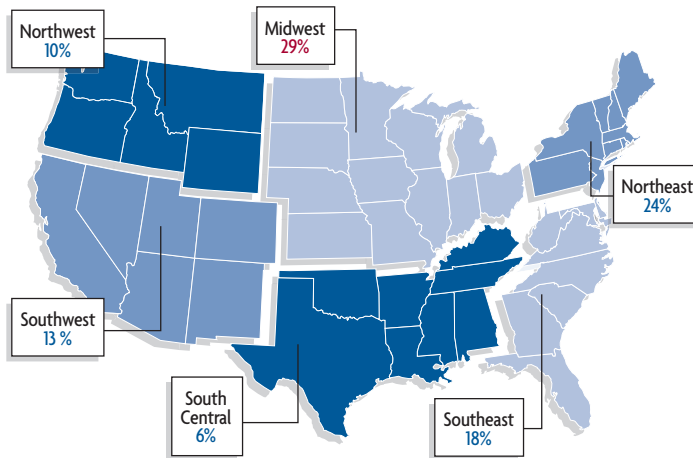 Northwest
10%
Midwest
29%
Northeast
24%
Southwest
13 %
South
Central
6%
Southeast
18%